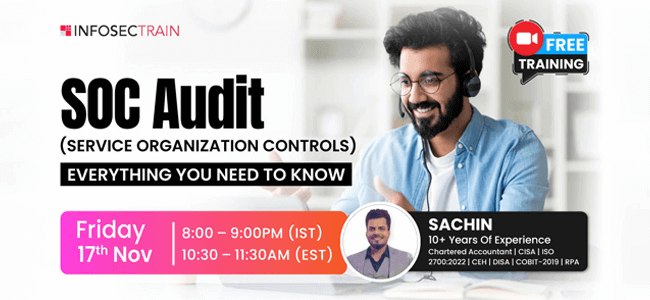 INFOSECTRAIN
FREE
TRAINING
SOC Audit
(SERVICE ORGANIZATION CONTROLS)
EVERYTHING YOU NEED TO KNOW
Friday
17th Nov
8:00 – 9:00PM (IST)
10:30 – 11:30AM (EST)
SACHIN
10+ Years Of Experience
Chartered Accountant | CISA | ISO
2700:2022 | CEH | DISA | COBIT-2019 | RPA